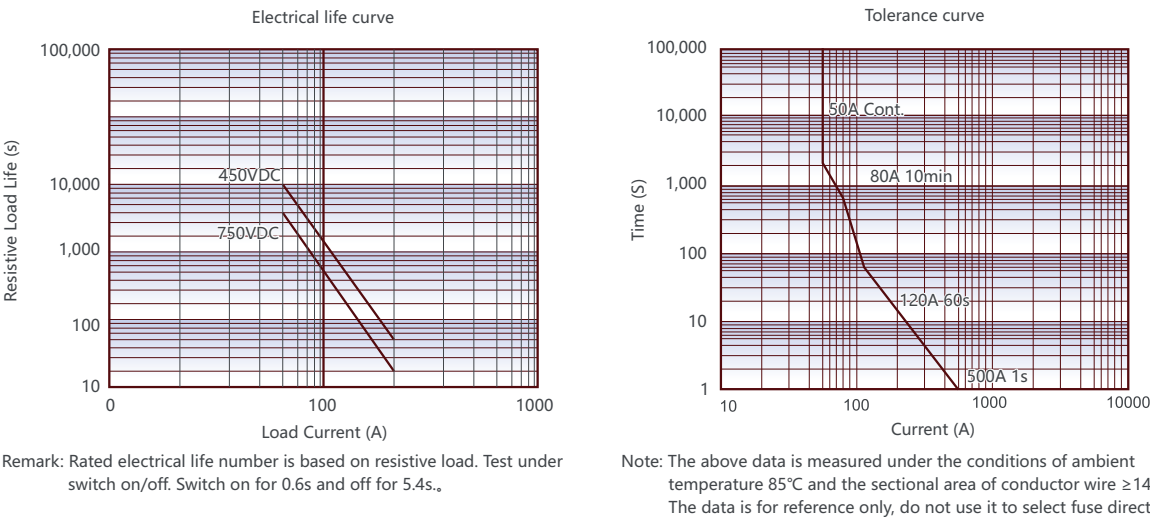 Electrical life curve
100,000
10,000
1,000
100
10
Resistive Load Life (s)
450VDC
750VDC
0
100
1000
Load Current (A)
Remark: Rated electrical life number is based on resistive load. Test under
switch on/off. Switch on for 0.6s and off for 5.4s.。
Tolerance curve
100,000
10,000
1,000
100
10
1
Time (S)
50A Cont.
80A 10min
120A-60s
500A 1s
10
100
1000
10000
Current (A)
Note: The above data is measured under the conditions of ambient
temperature 85℃ and the sectional area of conductor wire ≥14
The data is for reference only, do not use it to select fuse direct